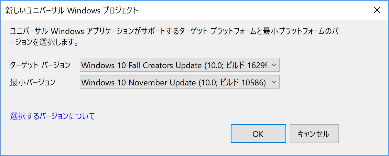 新しいユニバーサル Windows プロジェクト
ユニバーサル Windows アプリケーションがサポートするターゲット プラットフォームと最小プラットフォームのバ
ージョンを選択します。
ターゲット バージョン Windows 10 Fall Creators Update (10.0; ビルド 16299
最小バージョン Windows 10 November Update (10.0; ビルド 10586)
選択するバージョンについて
OK キャンセル